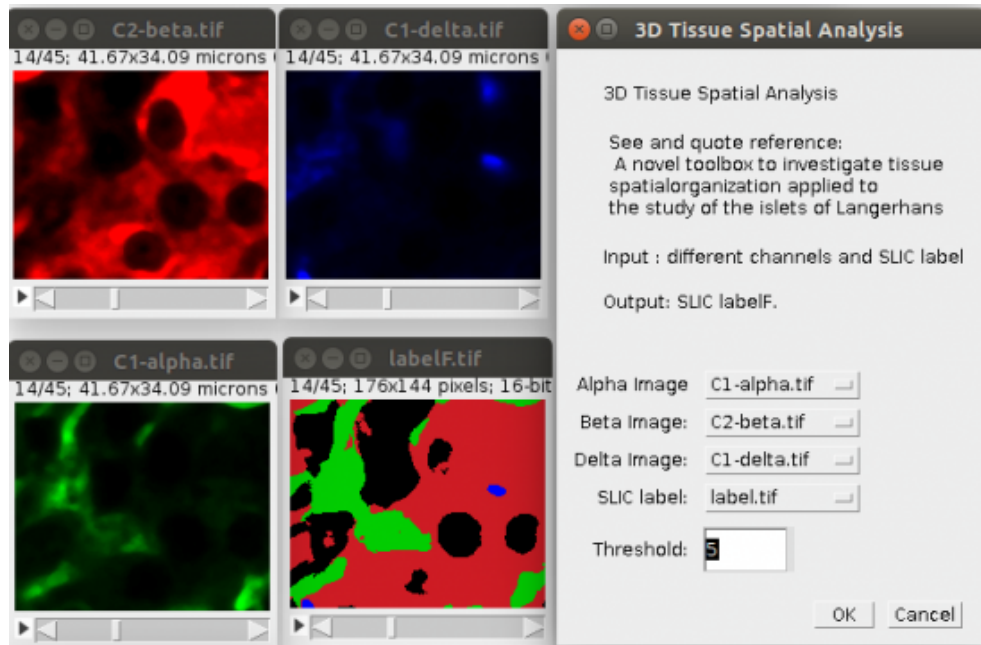 C2-beta.tif
14/45; 41.67x34.09 microns (
C1-delta.tif
14/45; 41.67x34.09 microns (
C1-alpha.tif
14/45; 41.67x34.09 microns
labelF.tif
14/45; 176x144 pixels; 16-bit
3D Tissue Spatial Analysis
3D Tissue Spatial Analysis
See and quote reference:
A novel toolbox to investigate tissue
spatialorganization applied to
the study of the islets of Langerhans
Input : different channels and SLIC label
Output: SLIC labelF.
Alpha Image C1-alpha.tif
Beta Image: C2-beta.tif
Delta Image: C1-delta.tif
SLIC label: label.tif
Threshold: 5
OK Cancel